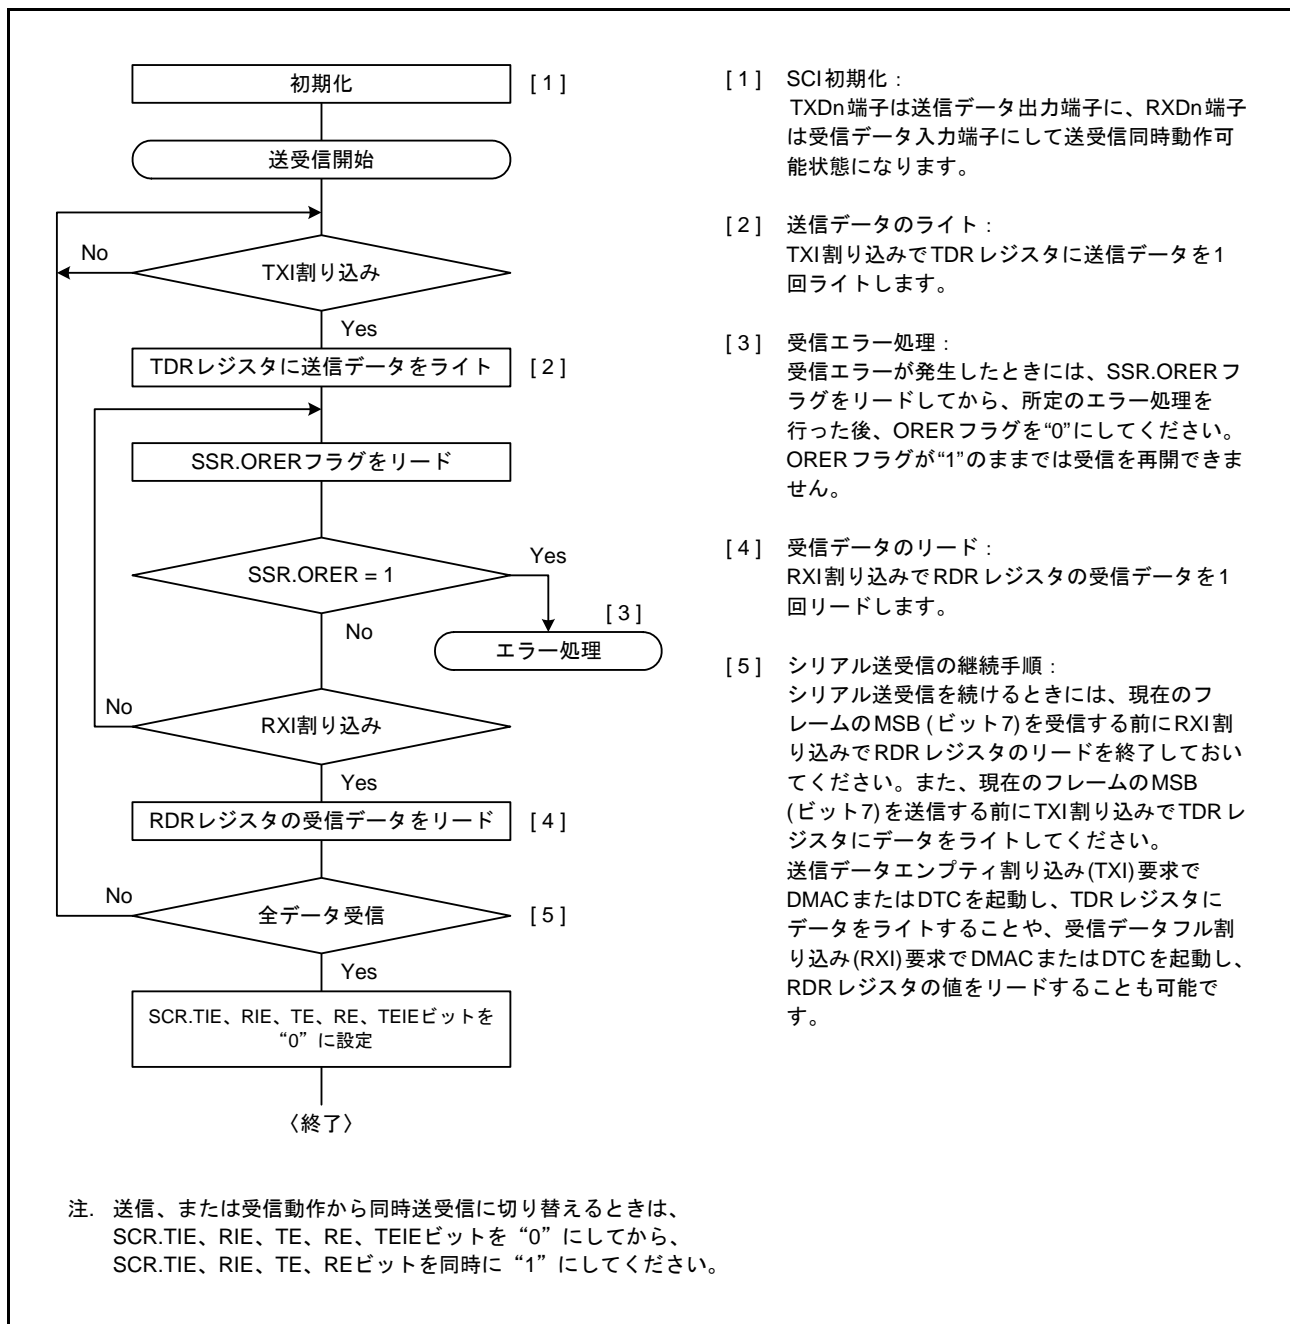 初期化 [1]
送受信開始
No
TXI割り込み
Yes
TDRレジスタに送信データをライト [2]
SSR.ORERフラグをリード
SSR.ORER = 1
Yes
No
[3]
エラー処理
No
RXI割り込み
Yes
RDRレジスタの受信データをリード [4]
No
全データ受信 [5]
Yes
SCR.TIE、RIE、TE、RE、TEIEビットを
“0”に設定
〈終了〉
[1] SCI初期化：
TXDn端子は送信データ出力端子に、RXDn端子
は受信データ入力端子にして送受信同時動作可
能状態になります。
[2] 送信データのライト：
TXI割り込みでTDRレジスタに送信データを1
回ライトします。
[3] 受信エラー処理：
受信エラーが発生したときには、SSR.ORERフ
ラグをリードしてから、所定のエラー処理を
行った後、ORERフラグを“0”にしてください。
ORERフラグが“1”のままでは受信を再開できま
せん。
[4] 受信データのリード：
RXI割り込みでRDRレジスタの受信データを1
回リードします。
[5] シリアル送受信の継続手順：
シリアル送受信を続けるときには、現在のフ
レームのMSB (ビット7)を受信する前にRXI割
り込みでRDRレジスタのリードを終了しておい
てください。また、現在のフレームのMSB
(ビット7)を送信する前にTXI割り込みでTDRレ
ジスタにデータをライトしてください。
送信データエンプティ割り込み(TXI)要求で
DMACまたはDTCを起動し、TDRレジスタに
データをライトすることや、受信データフル割
り込み(RXI)要求でDMACまたはDTCを起動し、
RDRレジスタの値をリードすることも可能で
す。
注. 送信、または受信動作から同時送受信に切り替えるときは、
SCR.TIE、RIE、TE、RE、TEIEビットを“0”にしてから、
SCR.TIE、RIE、TE、REビットを同時に“1”にしてください。